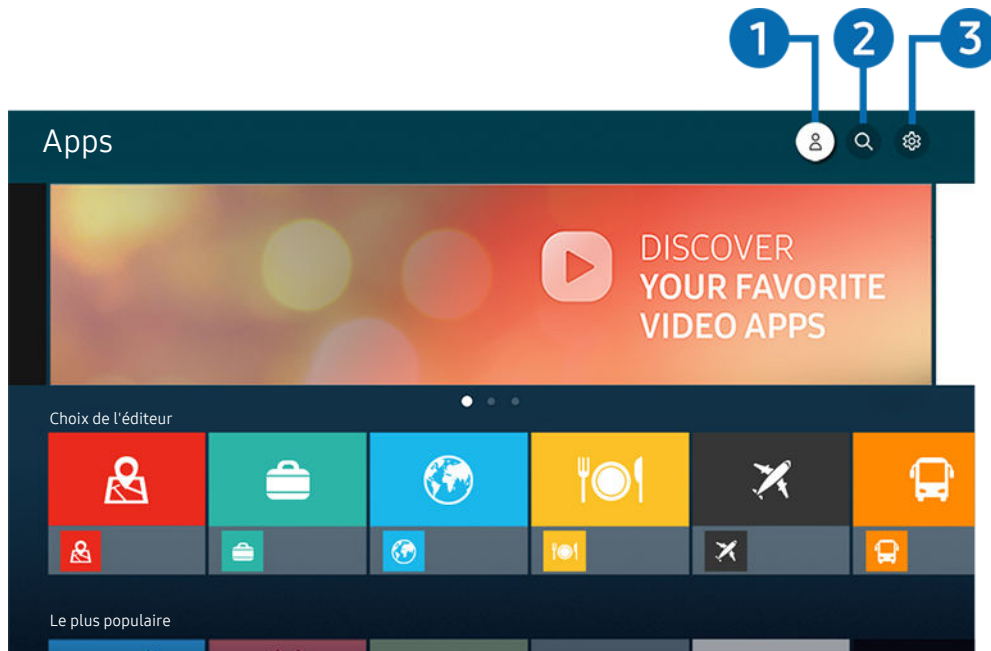 1 2 3
Apps
DISCOVER
YOUR FAVORITE
VIDEO APPS
Choix de l'éditeur
Le plus populaire